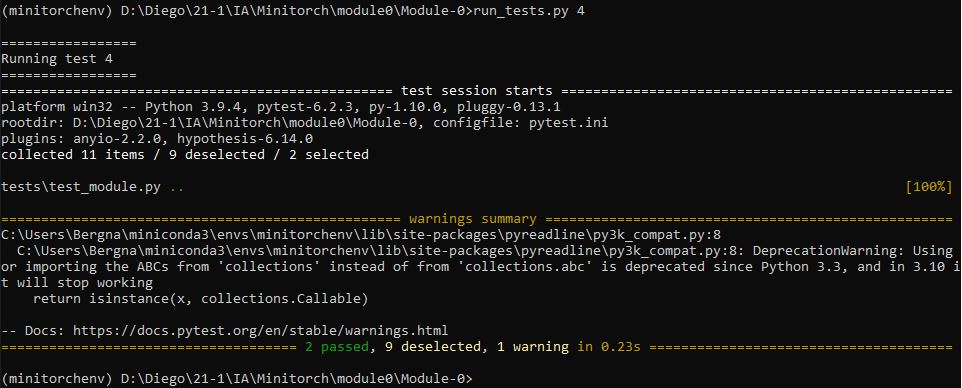 (minitorchenv) D:\Diego\21-1\IA\Minitorch\module0\Module-0>run_tests.py 4
=================
Running test 4
=================
================================================= test session starts =================================================
platform win32 -- Python 3.9.4, pytest-6.2.3, py-1.10.0, pluggy-0.13.1
rootdir: D:\Diego\21-1\IA\Minitorch\module0\Module-0, configfile: pytest.ini
plugins: anyio-2.2.0, hypothesis-6.14.0
collected 11 items / 9 deselected / 2 selected
tests\test_module.py .. [100%]
================================================== warnings summary ===================================================
C:\Users\Bergna\miniconda3\envs\minitorchenv\lib\site-packages\pyreadline\py3k_compat.py:8
C:\Users\Bergna\miniconda3\envs\minitorchenv\lib\site-packages\pyreadline\py3k_compat.py:8: DeprecationWarning: Using
or importing the ABCs from 'collections' instead of from 'collections.abc' is deprecated since Python 3.3, and in 3.10 i
t will stop working
return isinstance(x, collections.Callable)
-- Docs: https://docs.pytest.org/en/stable/warnings.html
===================================== 2 passed, 9 deselected, 1 warning in 0.23s ======================================
(minitorchenv) D:\Diego\21-1\IA\Minitorch\module0\Module-0>